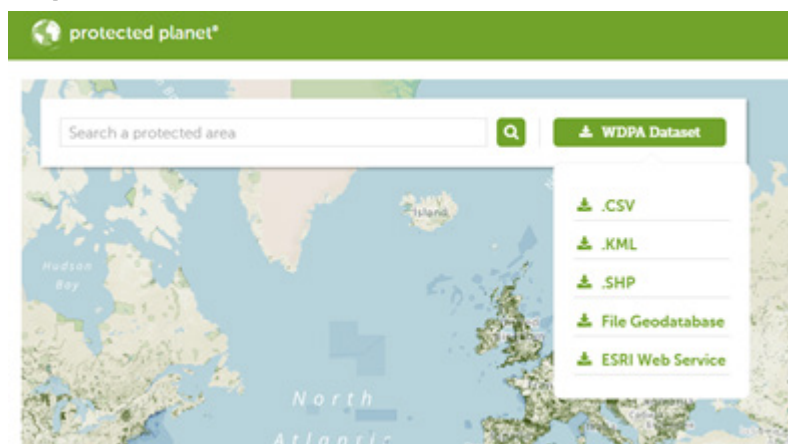 protected planet®
Search a protected area
WDPA Dataset
.CSV
.KML
.SHP
File Geodatabase
ESRI Web Service
Island
Hudson
Bay
North
Atlantic